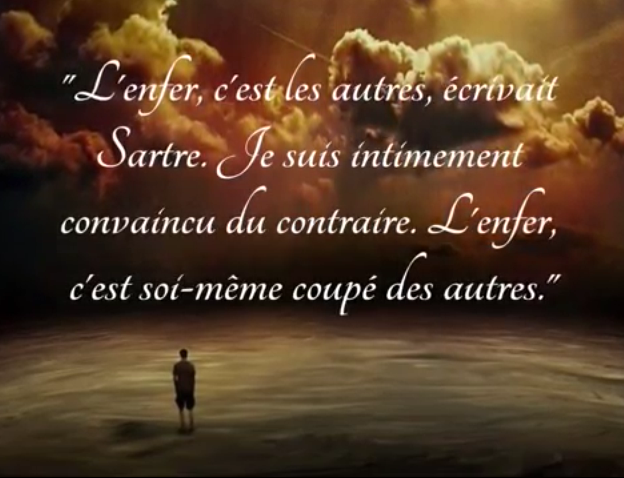 "L'enfer, c'est les autres, écrivait
Sartre. Je suis intimement
convaincu du contraire. L'enfer,
c'est soi-même coupé des autres."